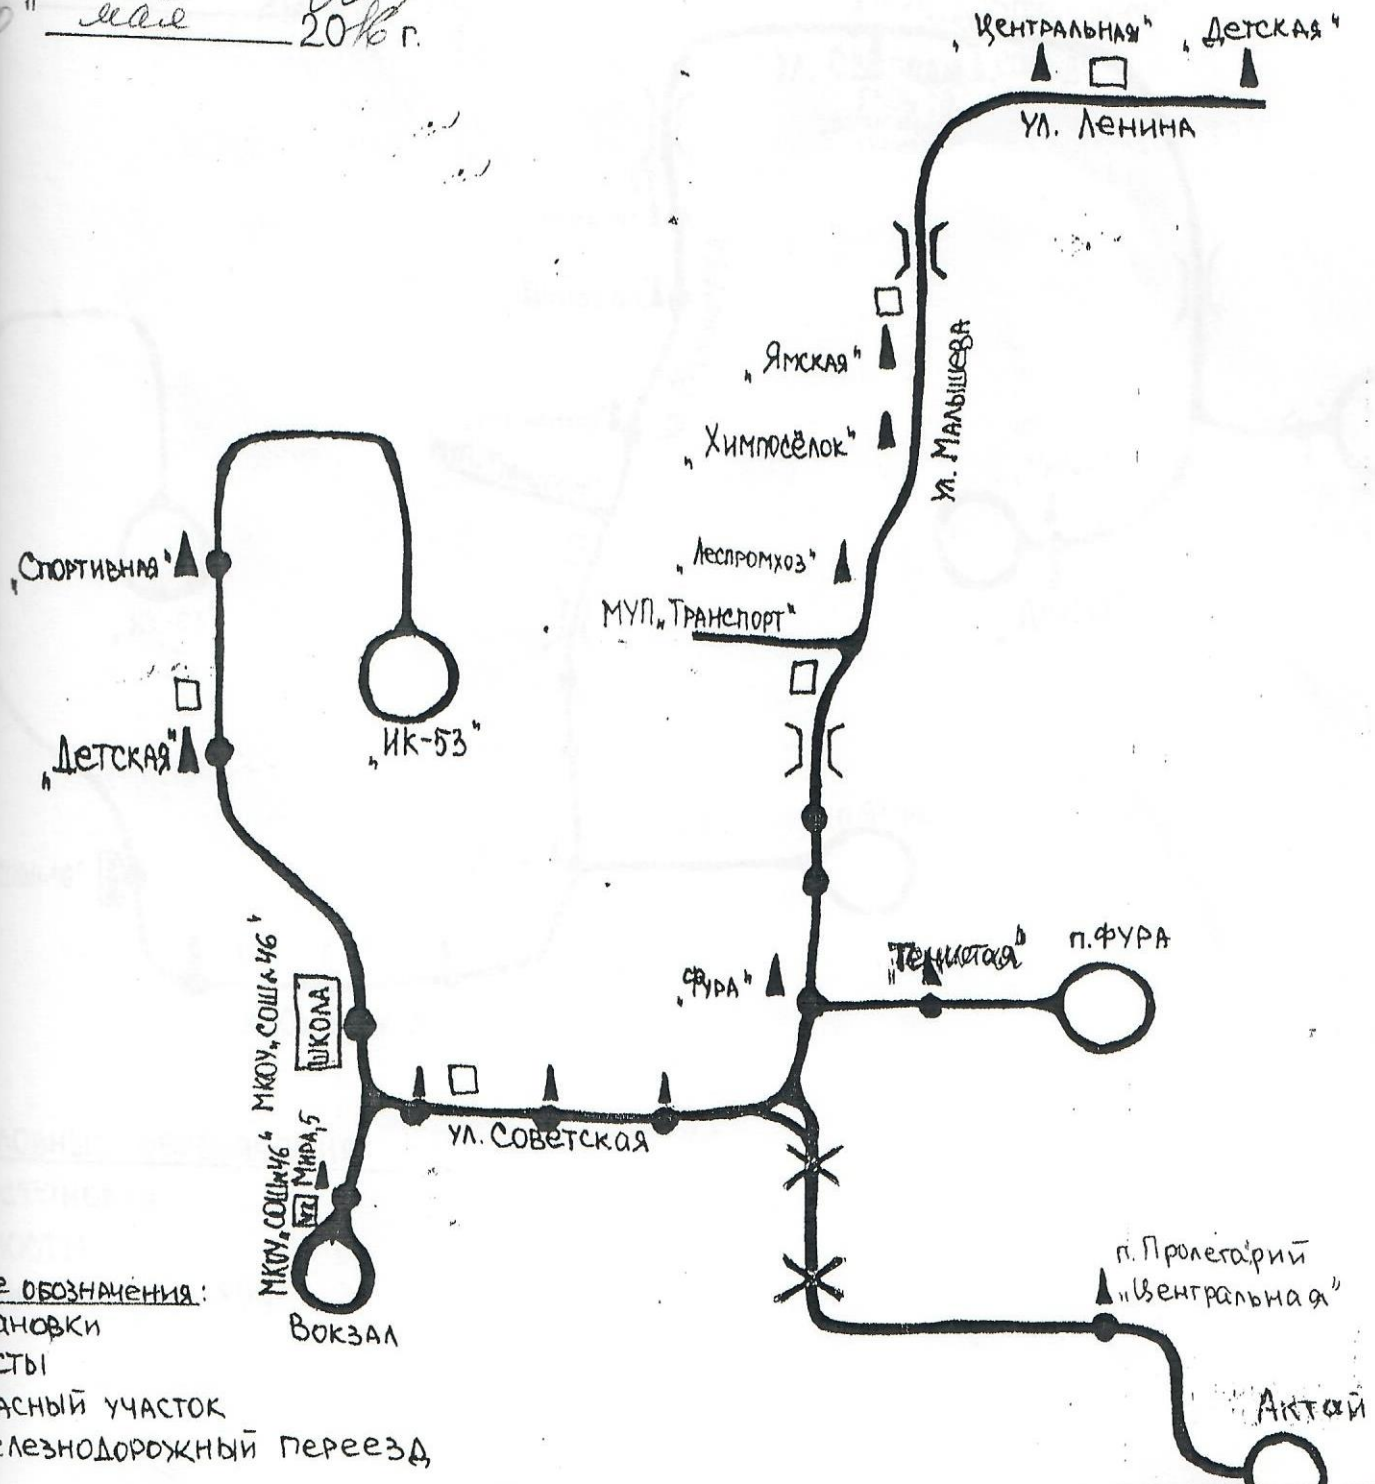 " мая 2016 г.
„Центральная" „Детская"
ул. Ленина
„Ямская"
ул. Малышева
„Химпосёлок"
„Спортивная"
„Леспромхоз"
МУП „Транспорт"
„Детская"
„ИК-53"
„Фура"
„Тенистая"
п. ФУРА
МКОУ „СОШ №46"
ШКОЛА
ул. Советская
МКОУ „СОШ №46"
Мира, 5
Вокзал
п. Пролетарий
„Центральная"
Актай
е обозначения:
ановки
сты
асный участок
елезнодорожный переезд